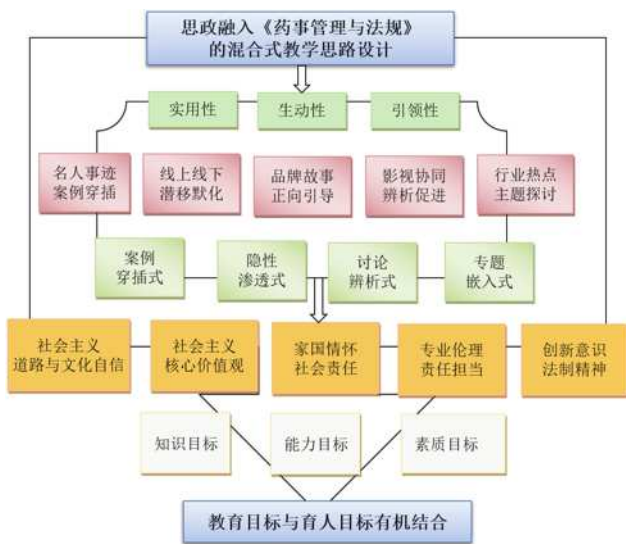 思政融入《药事管理与法规》
的混合式教学思路设计
实用性
生动性
引领性
名人事迹
案例穿插
线上线下
潜移默化
品牌故事
正向引导
影视协同
辨析促进
行业热点
主题探讨
案例
穿插式
隐性
渗透式
讨论
辨析式
专题
嵌入式
社会主义
道路与文化自信
社会主义
核心价值观
家国情怀
社会责任
专业伦理
责任担当
创新意识
法制精神
知识目标
能力目标
素质目标
教育目标与育人目标有机结合